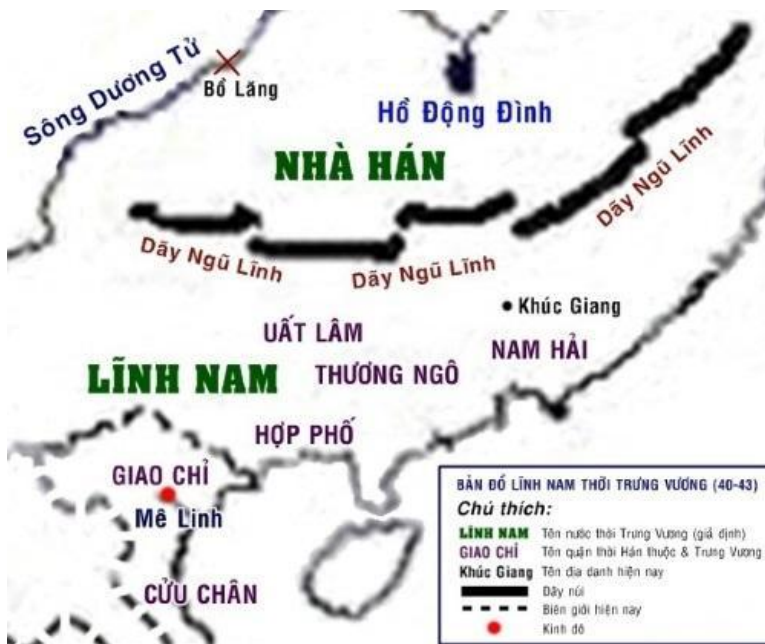 Sông Dương Tử
Bồ Lăng
Hồ Động Đình
NHÀ HÁN
Dãy Ngũ Lĩnh
Dãy Ngũ Lĩnh
Dãy Ngũ Lĩnh
Khúc Giang
UẤT LÂM
NAM HẢI
LĨNH NAM
THƯƠNG NGÔ
HỢP PHỐ
GIAO CHỈ
Mê Linh
CỬU CHÂN
BẢN ĐỒ LĨNH NAM THỜI TRƯNG VƯƠNG (40-43)
Chú thích:
LĨNH NAM Tên nước thời Trưng Vương (giả định)
GIAO CHỈ Tên quận thời Hán thuộc & Trưng Vương
Khúc Giang Tên địa danh hiện nay
Dãy núi
Biên giới hiện nay
Kinh đô